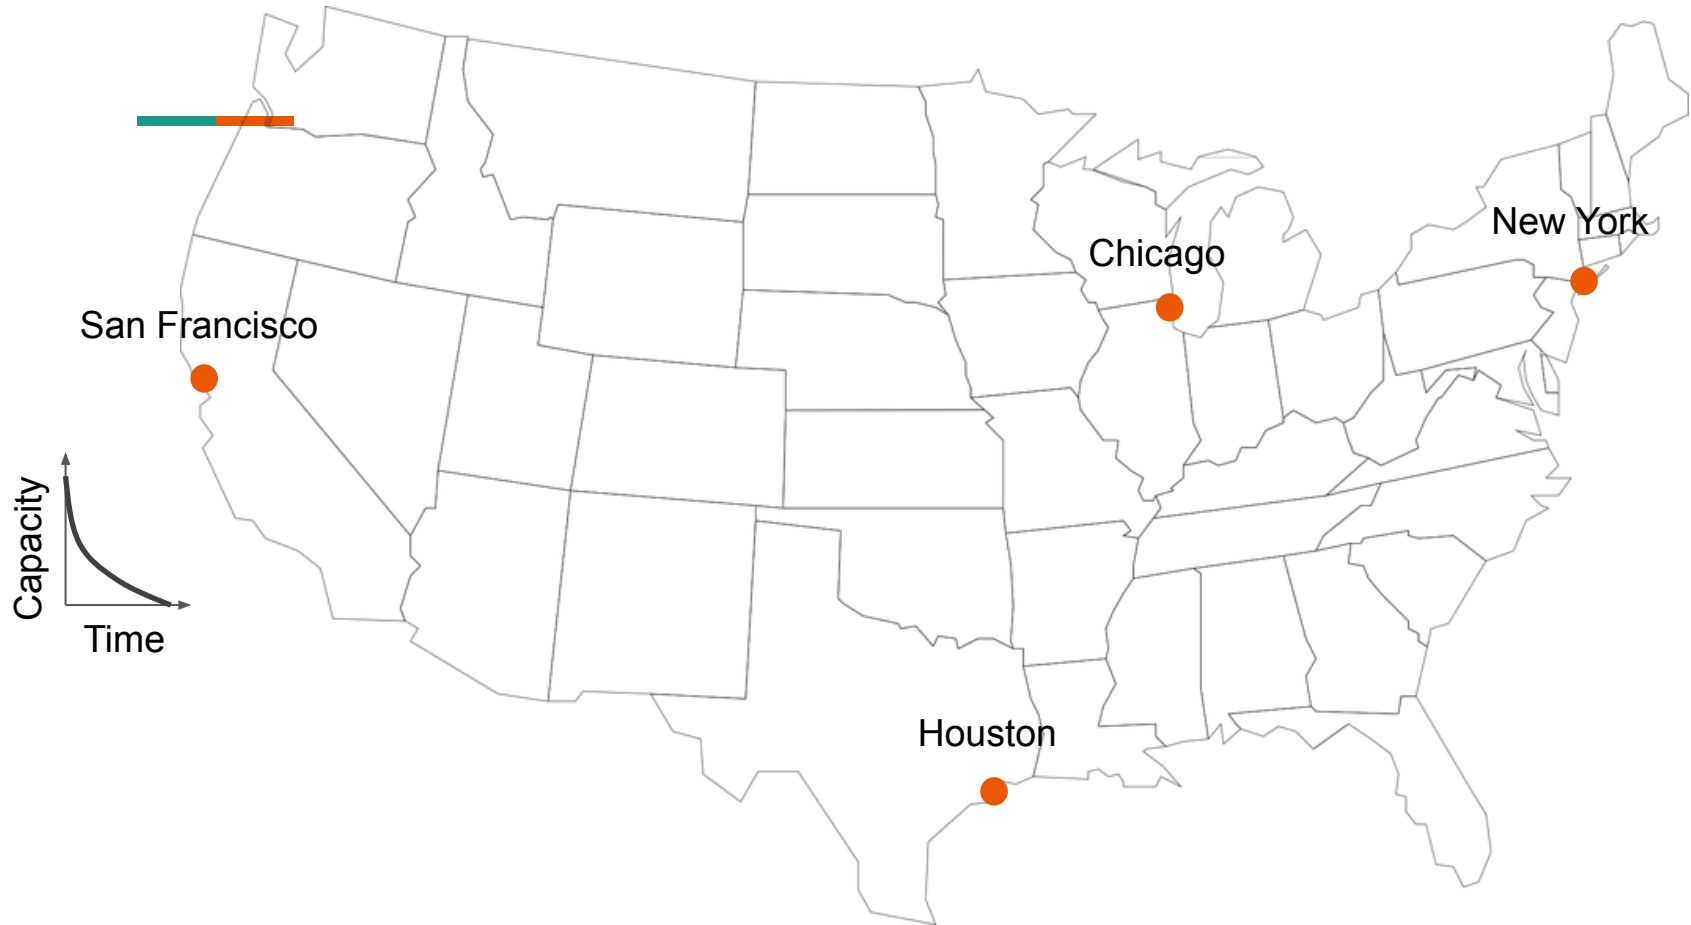 New York
Chicago
San Francisco
Capacity
Time
Houston